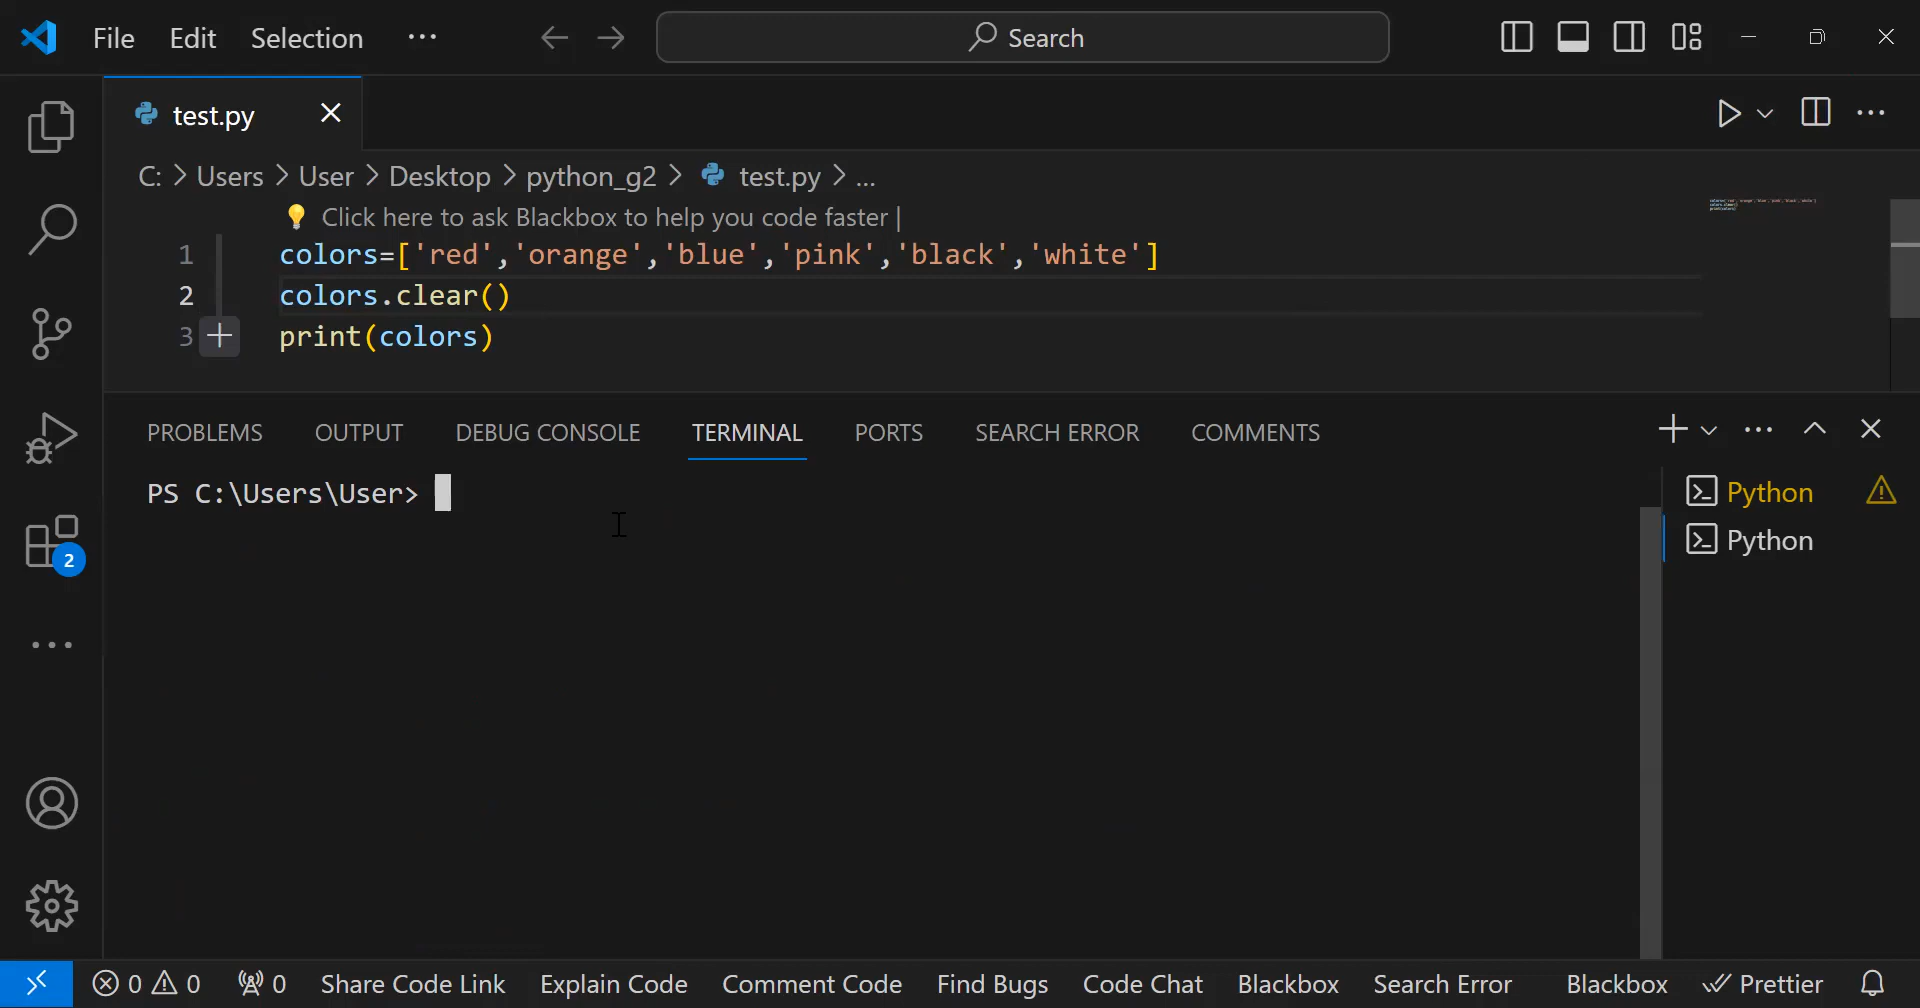 File Edit Selection ··· Search
test.py
C: > Users > User > Desktop > python_g2 > test.py > ...
Click here to ask Blackbox to help you code faster |
1 colors=['red','orange','blue','pink','black','white']
2 colors.clear()
3 print(colors)
PROBLEMS OUTPUT DEBUG CONSOLE TERMINAL PORTS SEARCH ERROR COMMENTS
PS C:\Users\User>
Python
Python
2
0 0 0 Share Code Link Explain Code Comment Code Find Bugs Code Chat Blackbox Search Error Blackbox Prettier